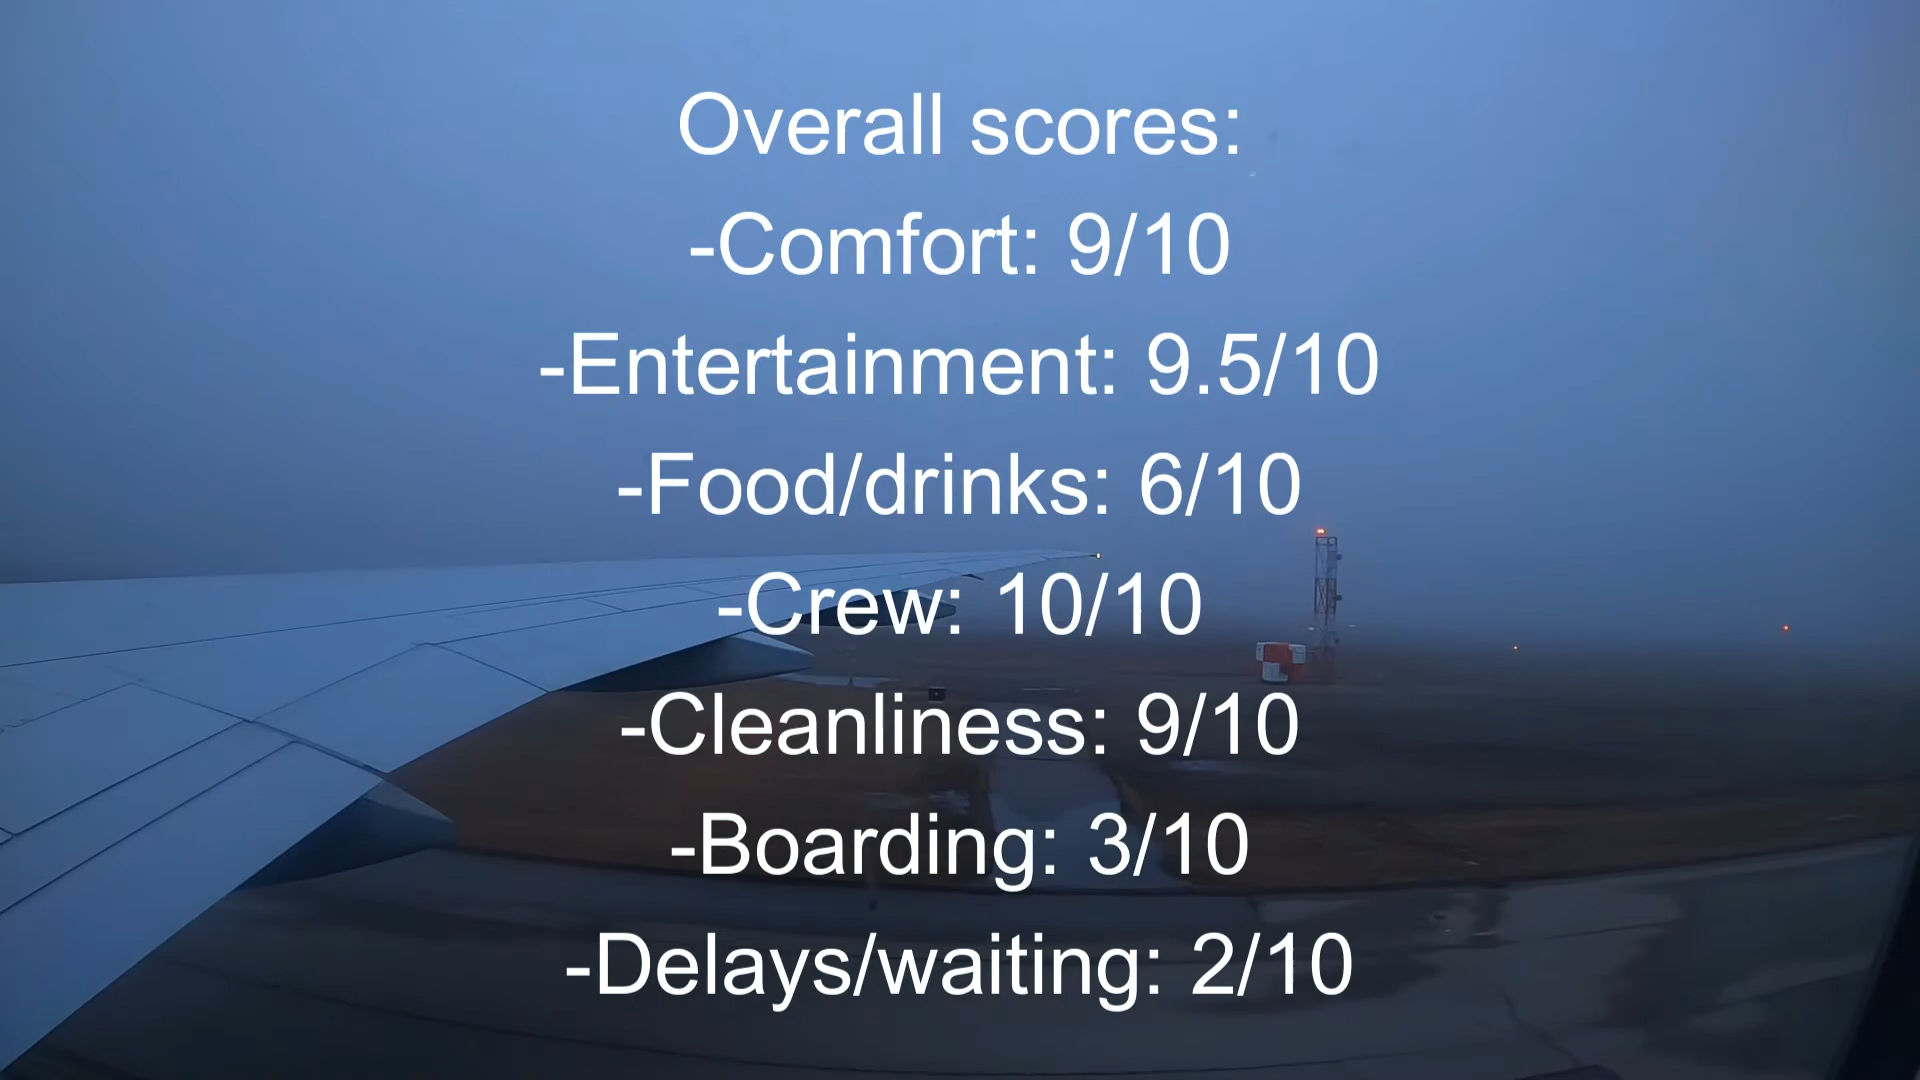 Overall scores:
-Comfort: 9/10
-Entertainment: 9.5/10
-Food/drinks: 6/10
-Crew: 10/10
-Cleanliness: 9/10
-Boarding: 3/10
-Delays/waiting: 2/10